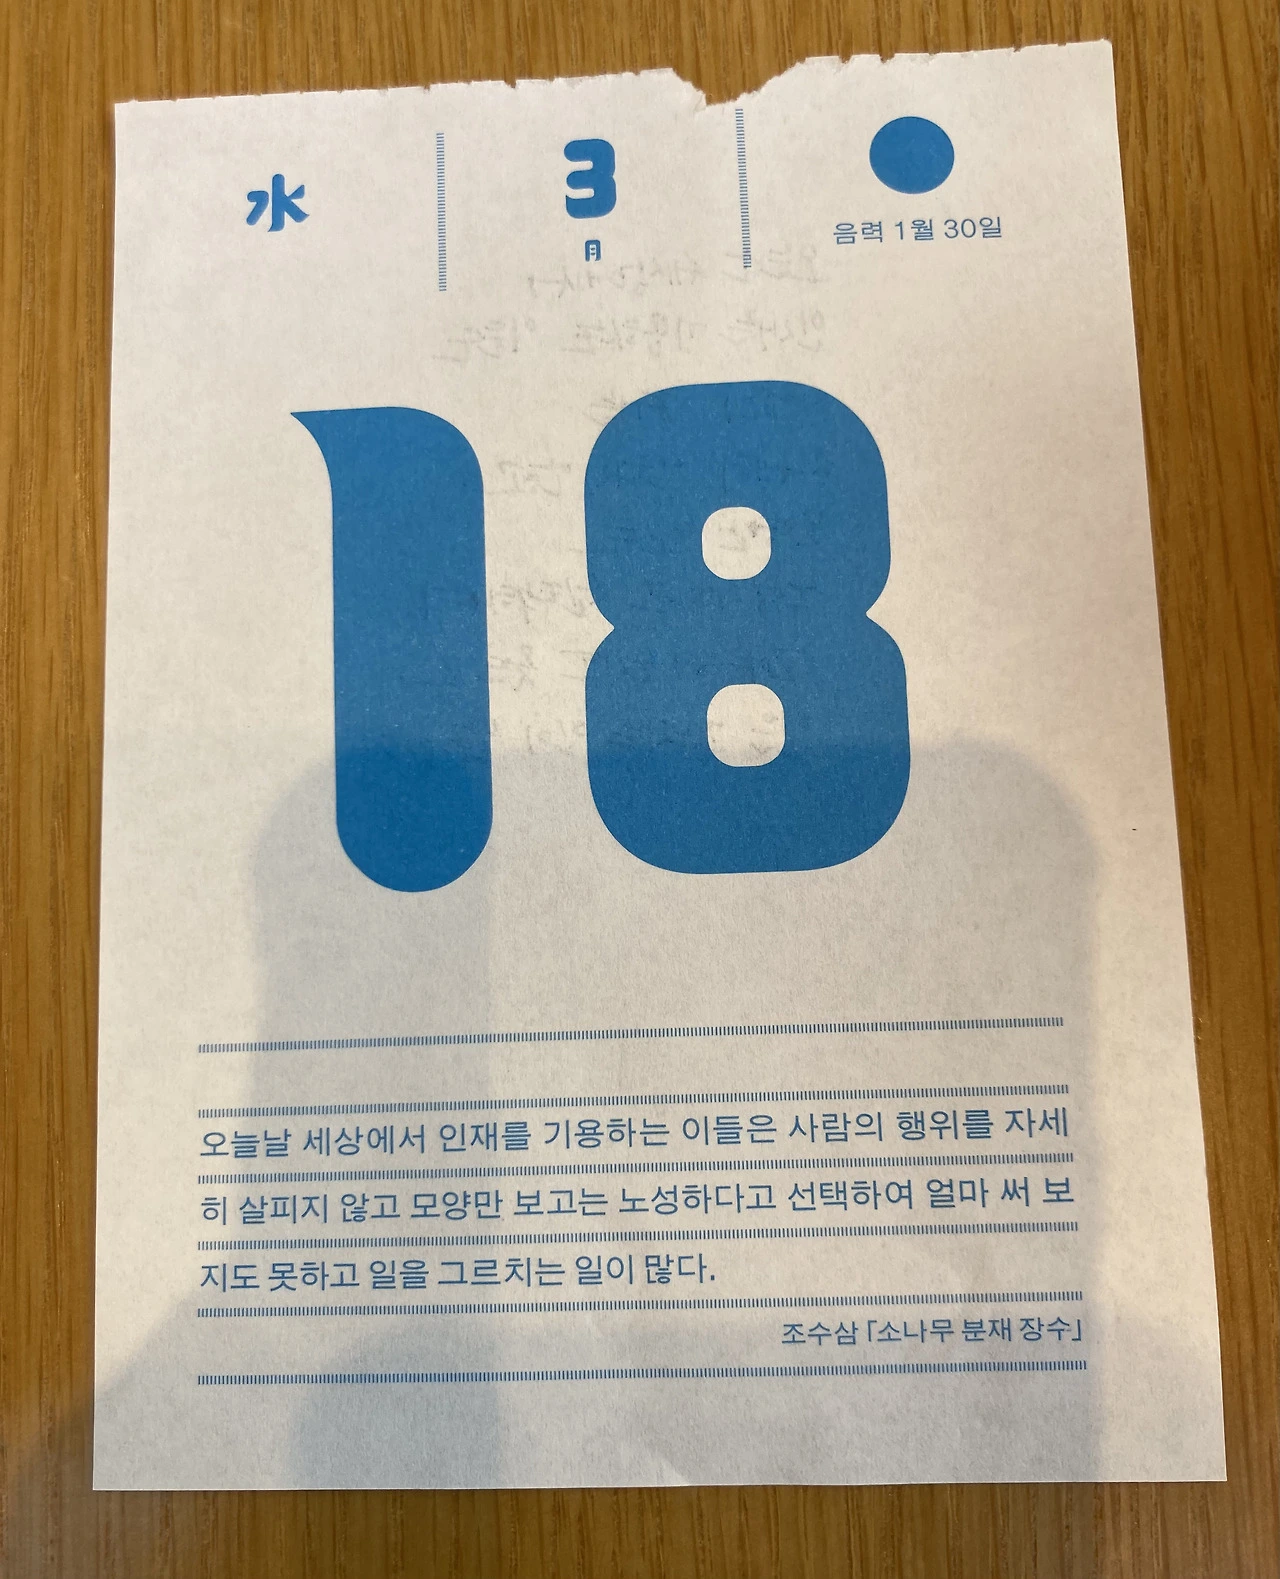 水
3
月
음력 1월 30일
18
오늘날 세상에서 인재를 기용하는 이들은 사람의 행위를 자세
히 살피지 않고 모양만 보고는 노성하다고 선택하여 얼마 써 보
지도 못하고 일을 그르치는 일이 많다.
조수삼 「소나무 분재 장수」